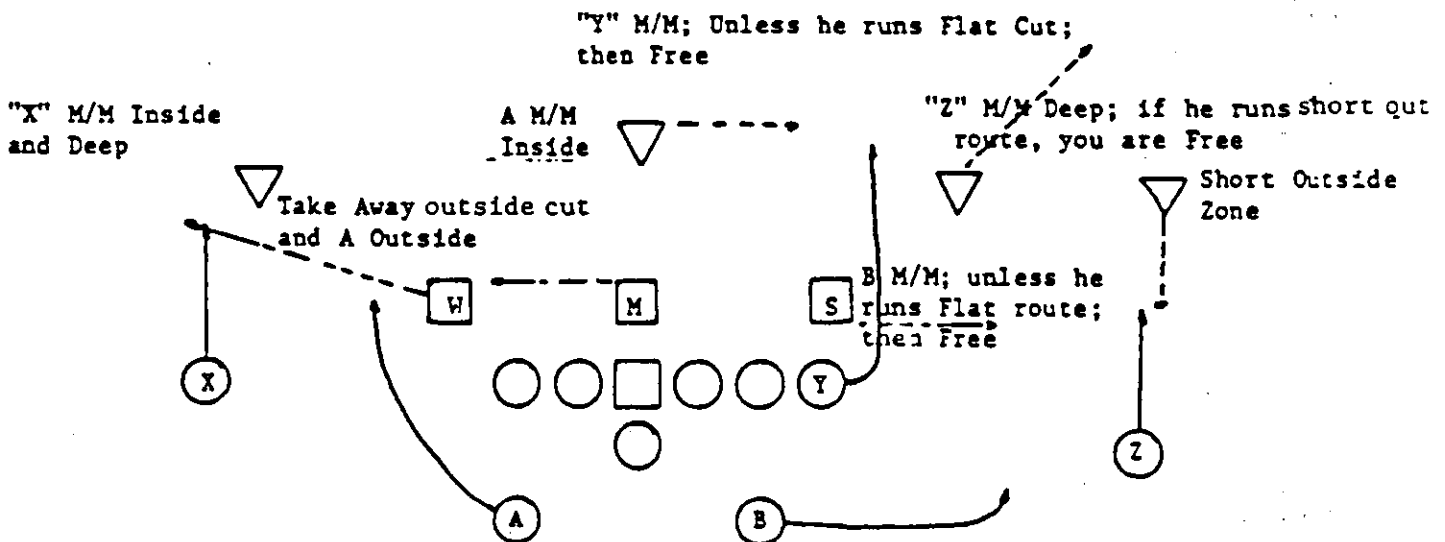 "Y" M/M; Unless he runs Flat Cut;
then Free
"X" M/M Inside
and Deep
A M/M
Inside
"Z" M/M Deep; if he runs short out
route, you are Free
Short Outside
Zone
Take Away outside cut
and A Outside
B M/M; unless he
runs Flat route;
then Free
W
M
S
X
Y
Z
A
B